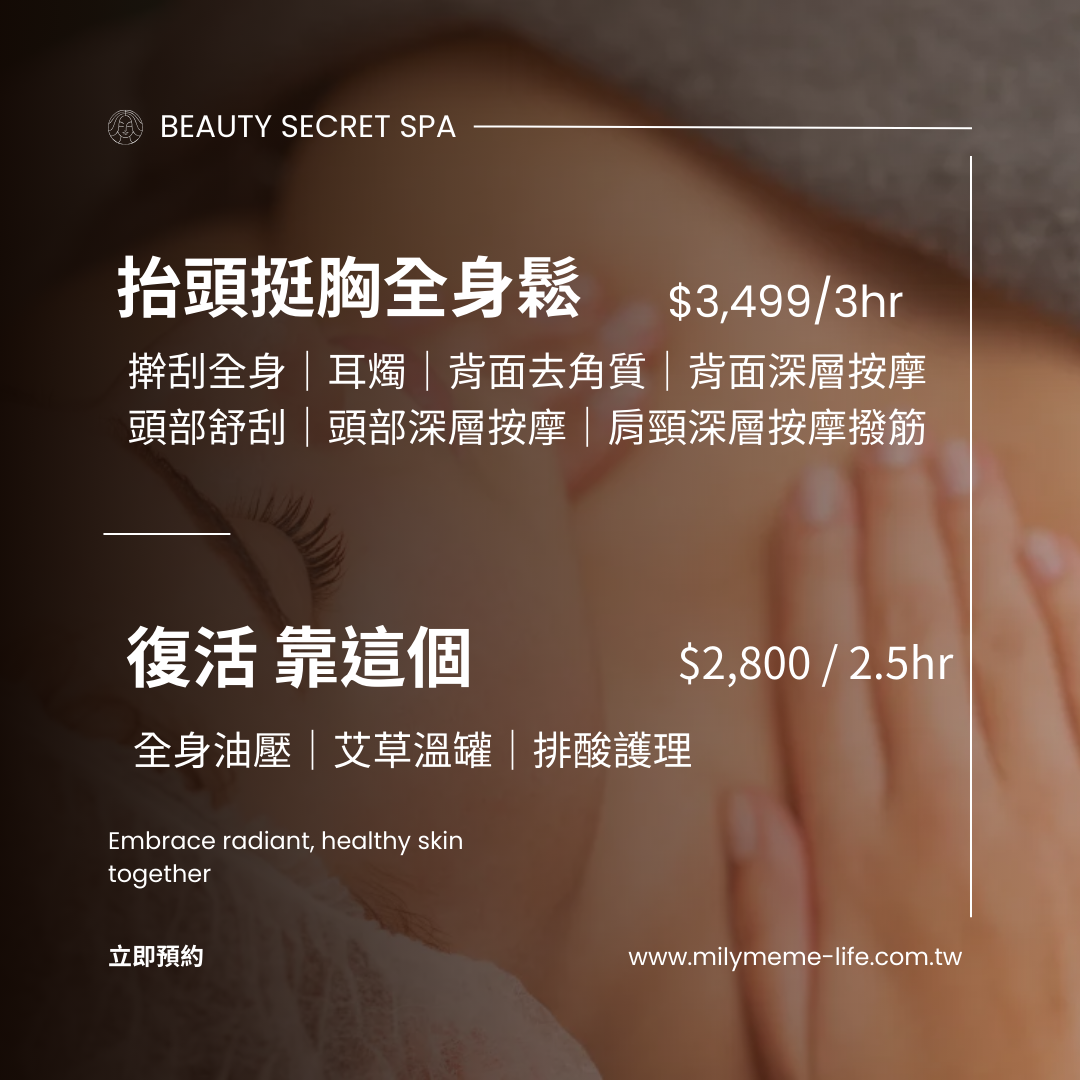 BEAUTY SECRET SPA
抬頭挺胸全身鬆 $3,499/3hr
擀刮全身｜耳燭｜背面去角質｜背面深層按摩
頭部舒刮｜頭部深層按摩｜肩頸深層按摩撥筋
復活 靠這個 $2,800 / 2.5hr
全身油壓｜艾草溫罐｜排酸護理
Embrace radiant, healthy skin
together
立即預約 www.milymeme-life.com.tw